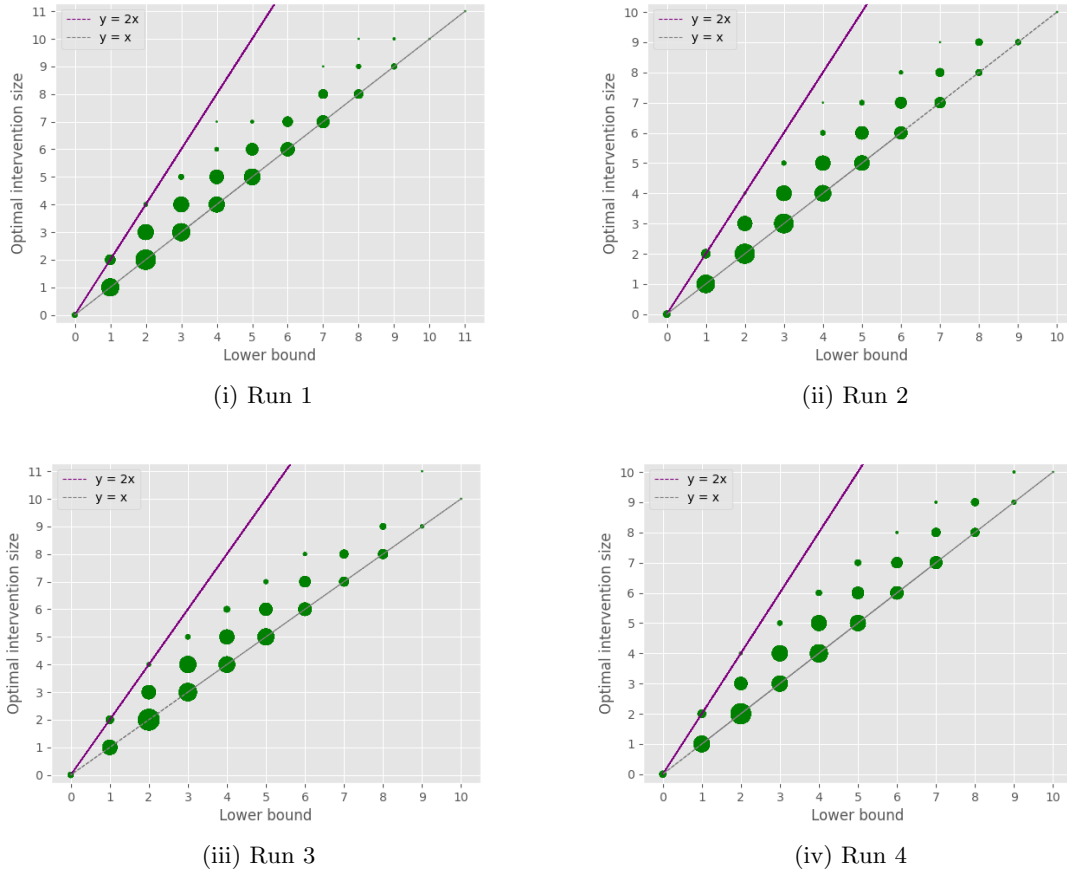 11
10
9
8
7
6
5
4
3
2
1
0
Optimal intervention size
y = 2x
y = x
0 1 2 3 4 5 6 7 8 9 10 11
Lower bound
(i) Run 1
10
9
8
7
6
5
4
3
2
1
0
Optimal intervention size
y = 2x
y = x
0 1 2 3 4 5 6 7 8 9 10
Lower bound
(ii) Run 2
11
10
9
8
7
6
5
4
3
2
1
0
Optimal intervention size
y = 2x
y = x
0 1 2 3 4 5 6 7 8 9 10
Lower bound
(iii) Run 3
10
9
8
7
6
5
4
3
2
1
0
Optimal intervention size
y = 2x
y = x
0 1 2 3 4 5 6 7 8 9 10
Lower bound
(iv) Run 4